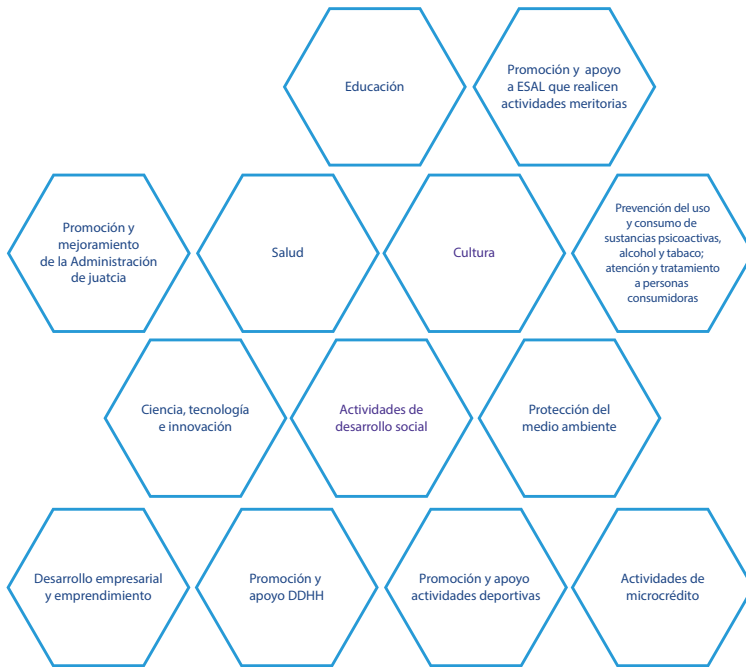 Educación
Promoción y apoyo
a ESAL que realicen
actividades meritorias
Promoción y
mejoramiento
de la Administración
de juatcia
Salud
Cultura
Prevención del uso
y consumo de
sustancias psicoactivas,
alcohol y tabaco;
atención y tratamiento
a personas
consumidoras
Ciencia, tecnología
e innovación
Actividades de
desarrollo social
Protección del
medio ambiente
Desarrollo empresarial
y emprendimiento
Promoción y
apoyo DDHH
Promoción y apoyo
actividades deportivas
Actividades de
microcrédito